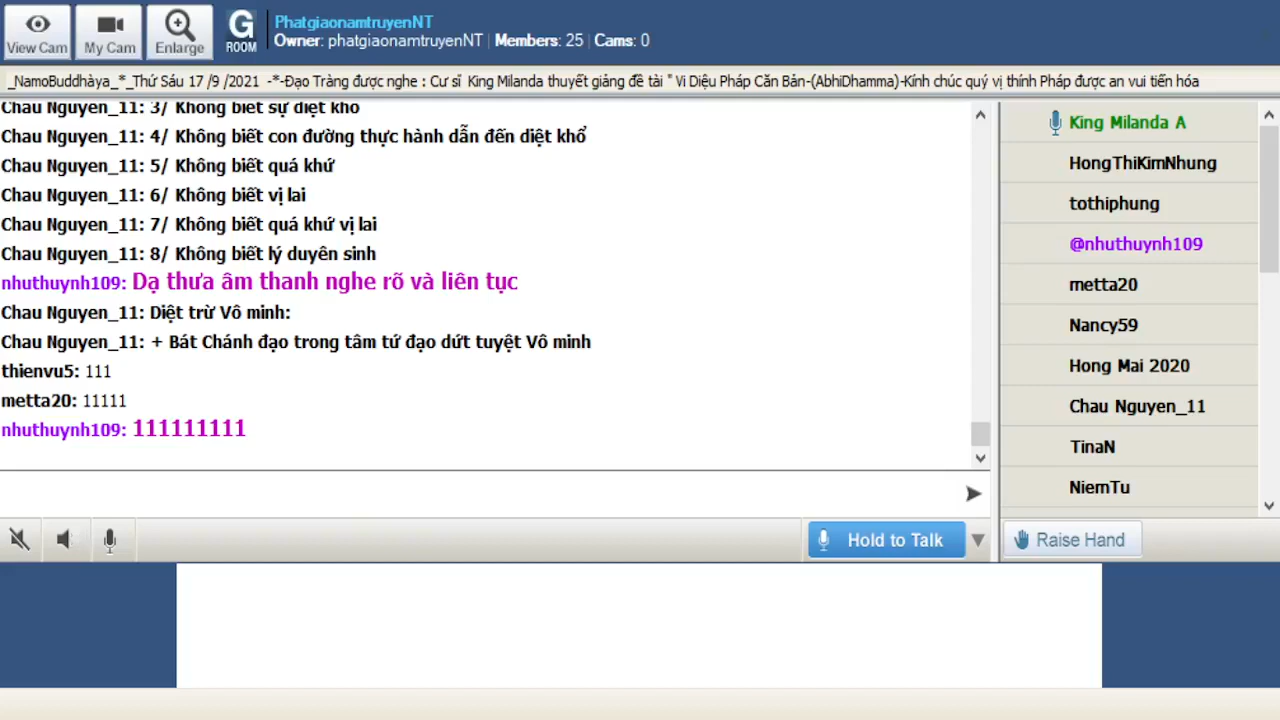 View Cam
My Cam
Enlarge
G
ROOM
PhatgiaonamtruyenNT
Owner: phatgiaonamtruyenNT | Members: 25 | Cams: 0
_NamoBuddhàya_*_Thứ Sáu 17 /9 /2021 -*-Đạo Tràng được nghe : Cư sĩ King Milanda thuyết giảng đề tài " Vi Diệu Pháp Căn Bản-(AbhiDhamma)-Kính chúc quý vị thính Pháp được an vui tiến hóa
Chau Nguyen_11: 3/ Không biết sự diệt khổ
Chau Nguyen_11: 4/ Không biết con đường thực hành dẫn đến diệt khổ
Chau Nguyen_11: 5/ Không biết quá khứ
Chau Nguyen_11: 6/ Không biết vị lai
Chau Nguyen_11: 7/ Không biết quá khứ vị lai
Chau Nguyen_11: 8/ Không biết lý duyên sinh
nhuthuynh109: Dạ thưa âm thanh nghe rõ và liên tục
Chau Nguyen_11: Diệt trừ Vô minh:
Chau Nguyen_11: + Bát Chánh đạo trong tâm tứ đạo dứt tuyệt Vô minh
thienvu5: 111
metta20: 11111
nhuthuynh109: 111111111
King Milanda A
HongThiKimNhung
tothiphung
@nhuthuynh109
metta20
Nancy59
Hong Mai 2020
Chau Nguyen_11
TinaN
NiemTu
Hold to Talk
Raise Hand